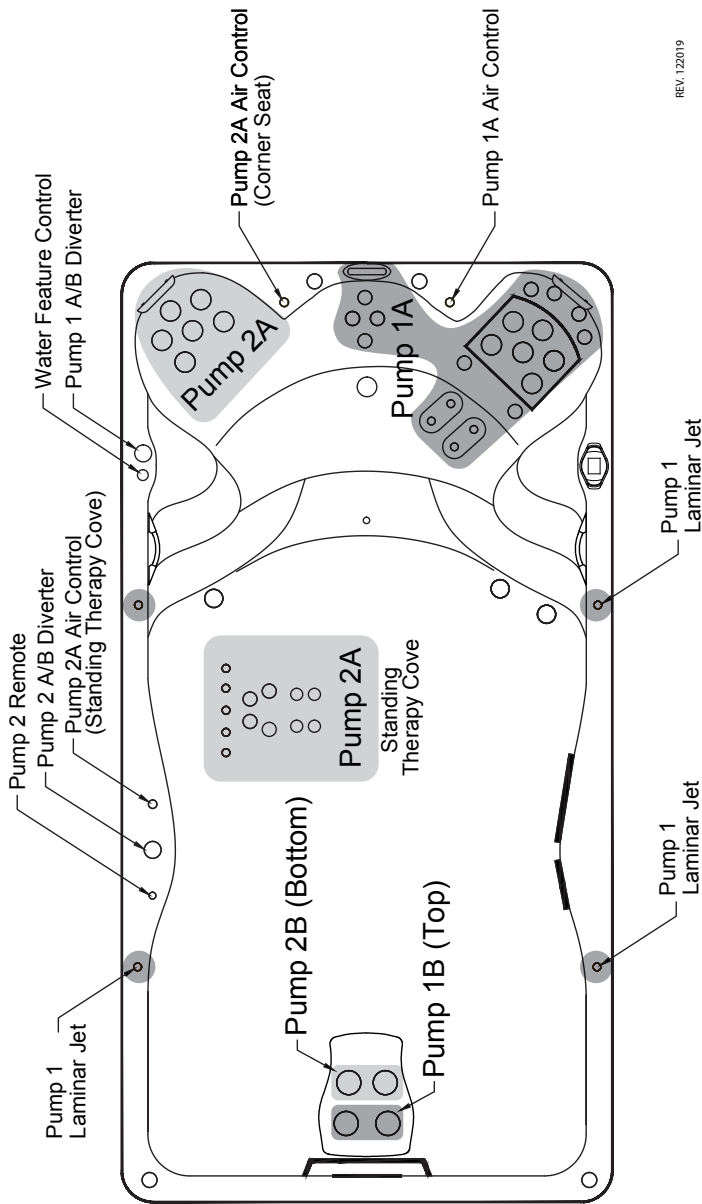 Pump 1
Laminar Jet
Pump 2 Remote
Pump 2 A/B Diverter
Pump 2A Air Control
(Standing Therapy Cove)
Water Feature Control
Pump 1 A/B Diverter
Pump 2A Air Control
(Corner Seat)
Pump 1A Air Control
Pump 2B (Bottom)
Pump 1B (Top)
Pump 2A
Standing
Therapy Cove
Pump 2A
Pump 1A
Pump 1
Laminar Jet
Pump 1
Laminar Jet
REV. 122019